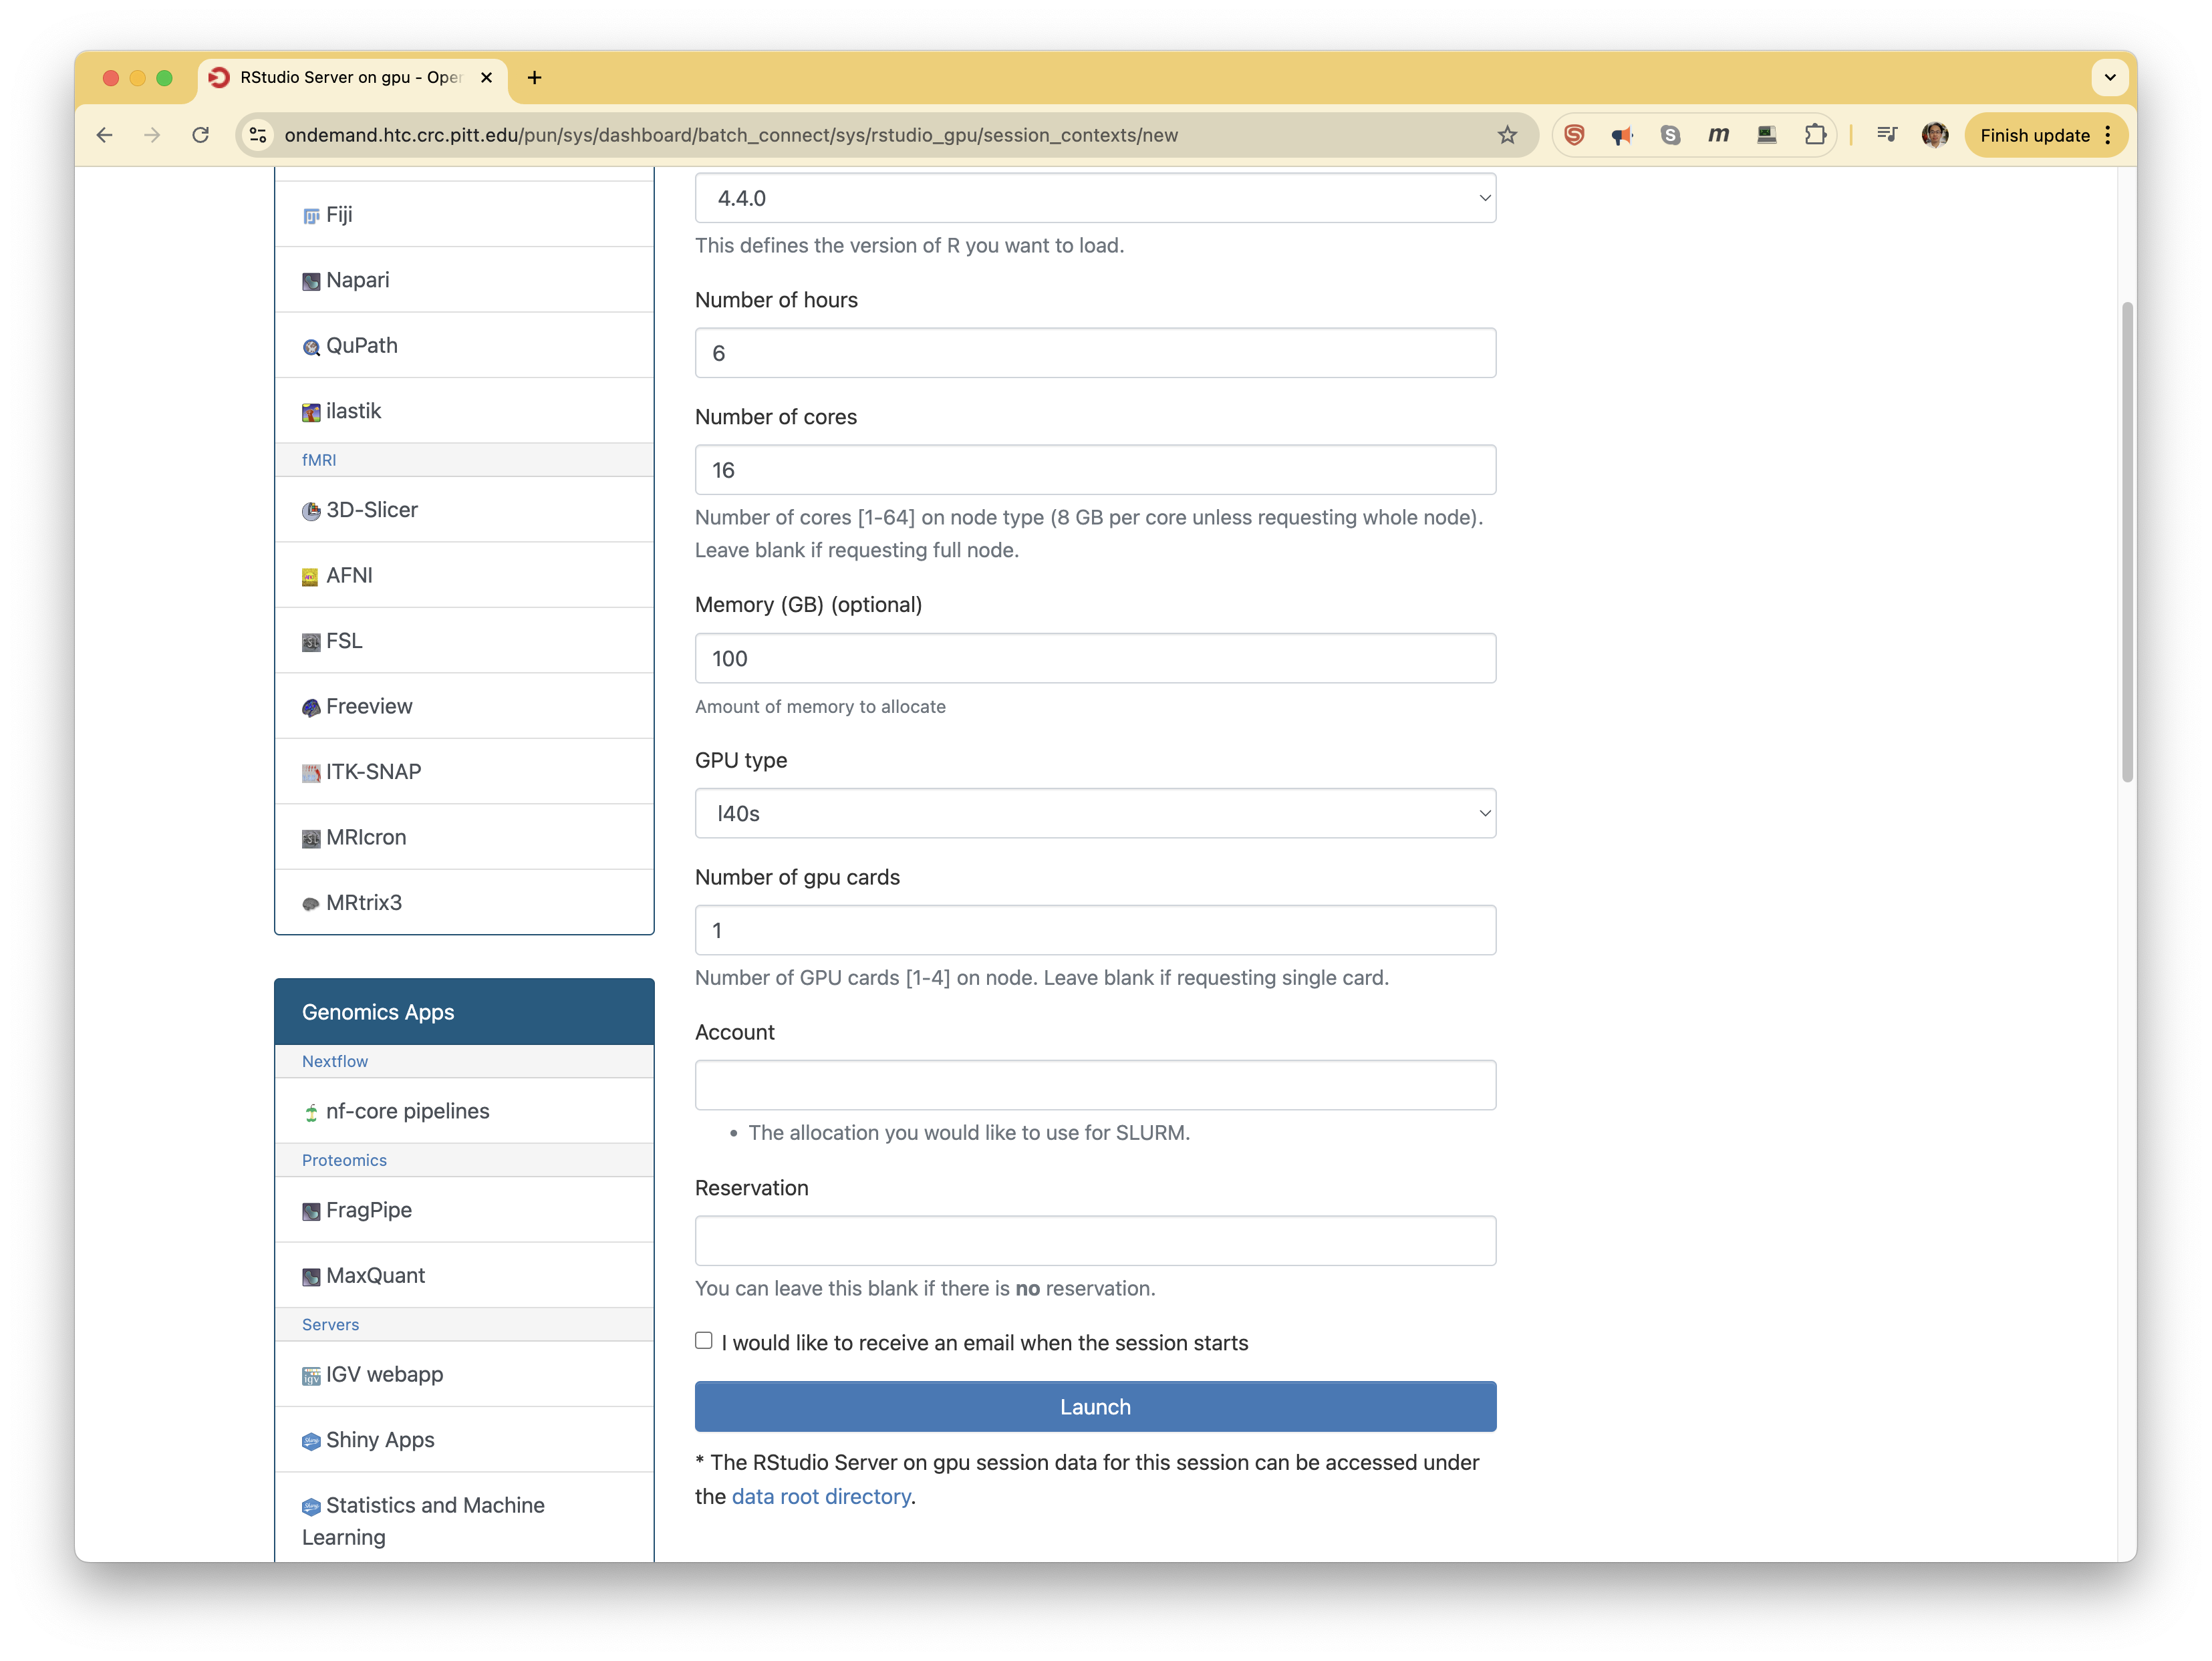 RStudio Server on gpu - Oper
ondemand.htc.crc.pitt.edu/pun/sys/dashboard/batch_connect/sys/rstudio_gpu/session_contexts/new
Finish update
Fiji
Napari
QuPath
ilastik
fMRI
3D-Slicer
AFNI
FSL
Freeview
ITK-SNAP
MRIcron
MRtrix3
Genomics Apps
Nextflow
nf-core pipelines
Proteomics
FragPipe
MaxQuant
Servers
IGV webapp
Shiny Apps
Statistics and Machine
Learning
4.4.0
This defines the version of R you want to load.
Number of hours
6
Number of cores
16
Number of cores [1-64] on node type (8 GB per core unless requesting whole node).
Leave blank if requesting full node.
Memory (GB) (optional)
100
Amount of memory to allocate
GPU type
l40s
Number of gpu cards
1
Number of GPU cards [1-4] on node. Leave blank if requesting single card.
Account
• The allocation you would like to use for SLURM.
Reservation
You can leave this blank if there is no reservation.
I would like to receive an email when the session starts
Launch
* The RStudio Server on gpu session data for this session can be accessed under
the data root directory.